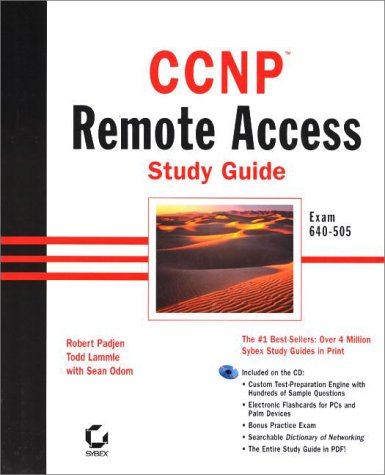 CCNP™
Remote Access
Study Guide
Exam
640-505
Robert Padjen
Todd Lammle
with Sean Odom
The #1 Best-Sellers: Over 4 Million
Sybex Study Guides in Print
Included on the CD:
• Custom Test-Preparation Engine with
Hundreds of Sample Questions
• Electronic Flashcards for PCs and
Palm Devices
• Bonus Practice Exam
• Searchable Dictionary of Networking
• The Entire Study Guide in PDF!
SYBEX